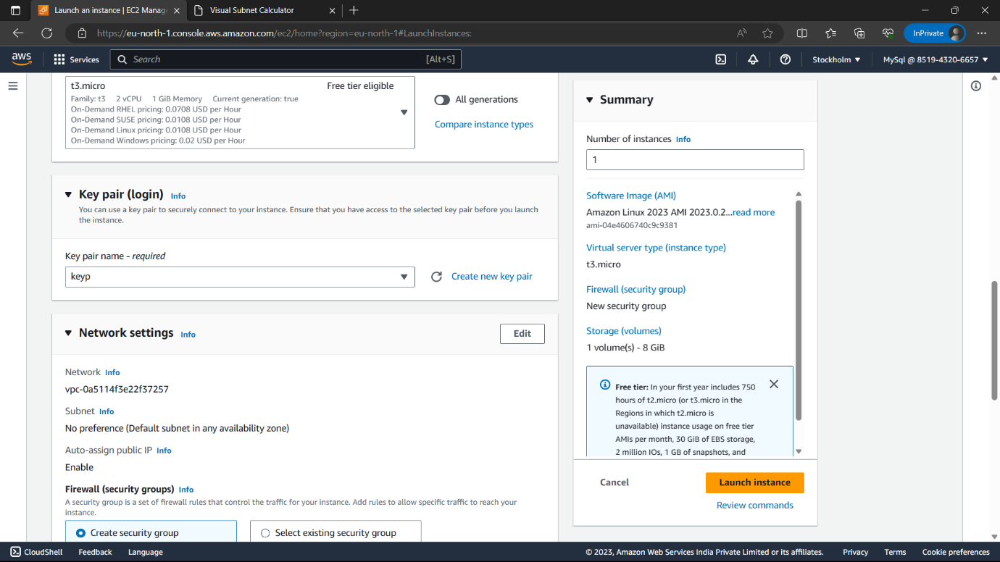 Launch an instance | EC2 Manag
Visual Subnet Calculator
https://eu-north-1.console.aws.amazon.com/ec2/home?region=eu-north-1#LaunchInstances:
InPrivate
aws
Services
Search
[Alt+S]
Stockholm
MySql @ 8519-4320-6657
t3.micro
Free tier eligible
Family: t3 2 vCPU 1 GiB Memory Current generation: true
On-Demand RHEL pricing: 0.0708 USD per Hour
On-Demand SUSE pricing: 0.0108 USD per Hour
On-Demand Linux pricing: 0.0108 USD per Hour
On-Demand Windows pricing: 0.02 USD per Hour
All generations
Compare instance types
Key pair (login) Info
You can use a key pair to securely connect to your instance. Ensure that you have access to the selected key pair before you launch
the instance.
Key pair name - required
keyp
Create new key pair
Network settings Info
Edit
Network Info
vpc-0a5114f3e22f37257
Subnet Info
No preference (Default subnet in any availability zone)
Auto-assign public IP Info
Enable
Firewall (security groups) Info
A security group is a set of firewall rules that control the traffic for your instance. Add rules to allow specific traffic to reach your
instance.
Create security group
Select existing security group
Summary
Number of instances Info
1
Software Image (AMI)
Amazon Linux 2023 AMI 2023.0.2...read more
ami-04e4606740c9c9381
Virtual server type (instance type)
t3.micro
Firewall (security group)
New security group
Storage (volumes)
1 volume(s) - 8 GiB
Free tier: In your first year includes 750
hours of t2.micro (or t3.micro in the
Regions in which t2.micro is
unavailable) instance usage on free tier
AMIs per month, 30 GiB of EBS storage,
2 million IOs, 1 GB of snapshots, and
Cancel
Launch instance
Review commands
CloudShell
Feedback
Language
© 2023, Amazon Web Services India Private Limited or its affiliates.
Privacy
Terms
Cookie preferences